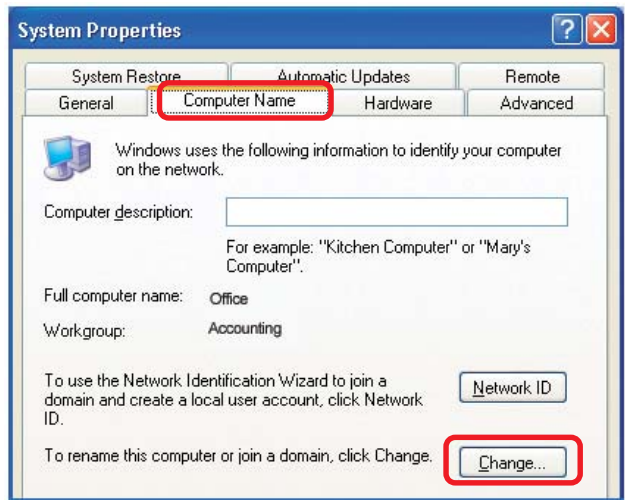 System Properties
System Restore Automatic Updates Remote
General Computer Name Hardware Advanced
Windows uses the following information to identify your computer
on the network.
Computer description:
For example: "Kitchen Computer" or "Mary's
Computer".
Full computer name: Office
Workgroup: Accounting
To use the Network Identification Wizard to join a
domain and create a local user account, click Network
ID.
Network ID
To rename this computer or join a domain, click Change.
Change...